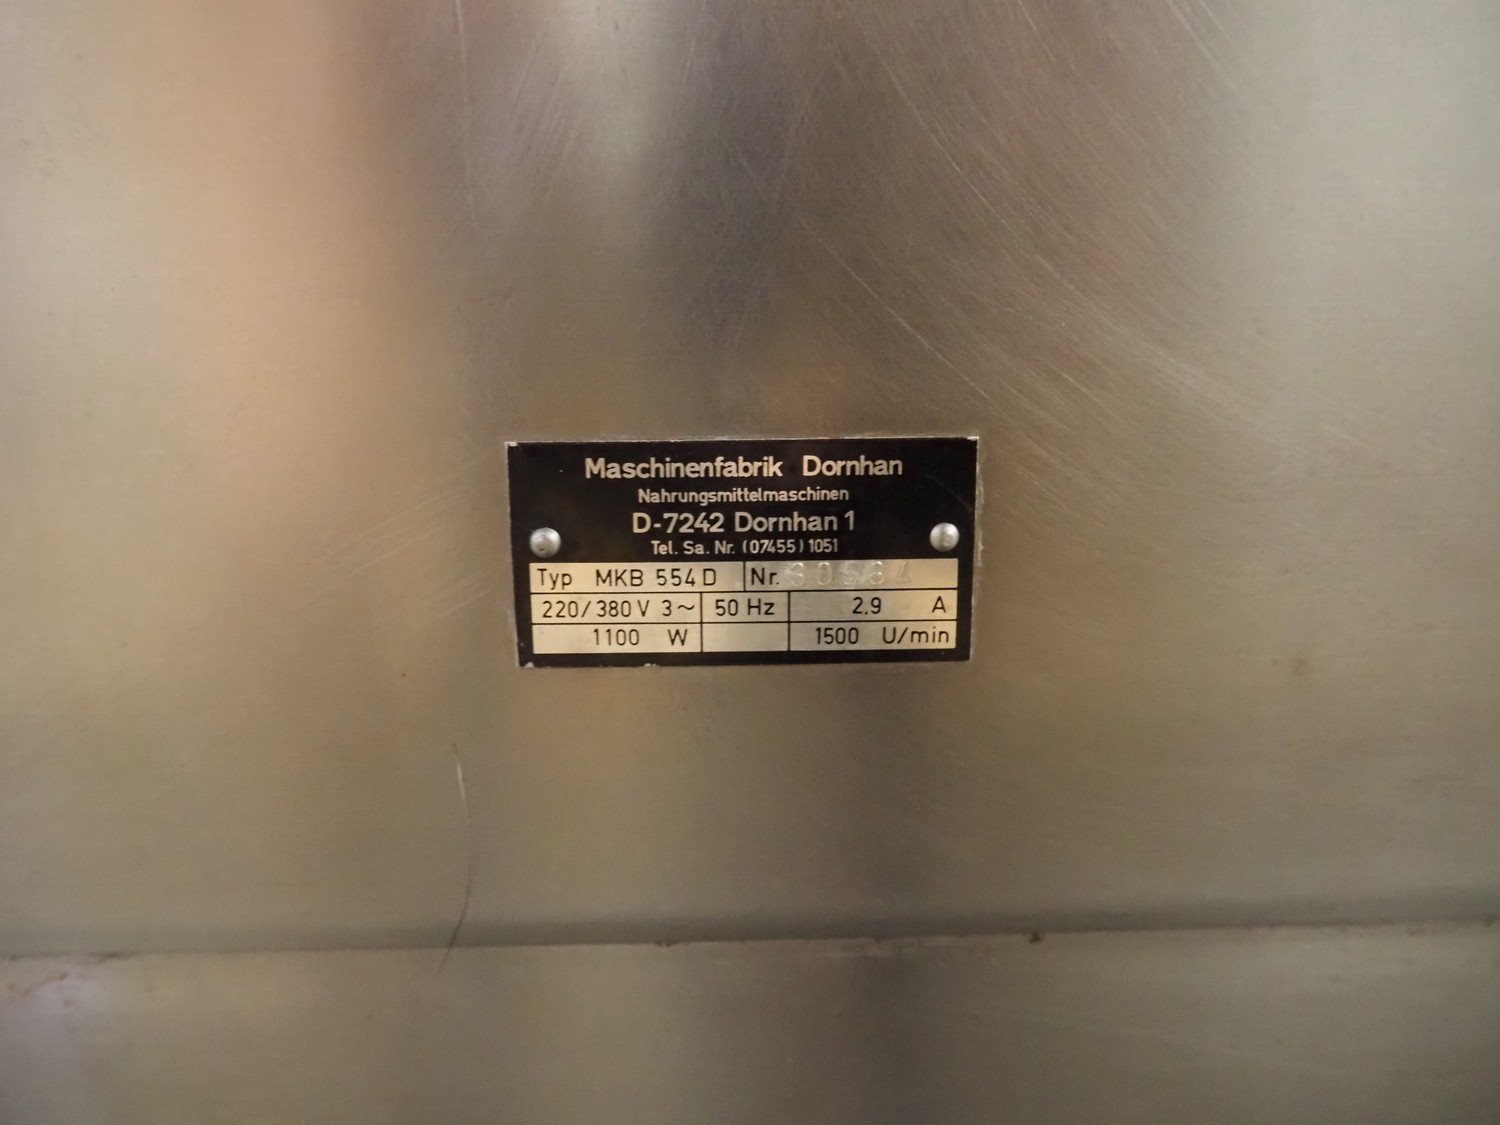 Maschinenfabrik Dornhan
Nahrungsmittelmaschinen
D-7242 Dornhan 1
Tel. Sa. Nr. (07455) 1051
Typ MKB 554 D Nr.
220/380 V 3~ 50 Hz 2.9 A
1100 W 1500 U/min